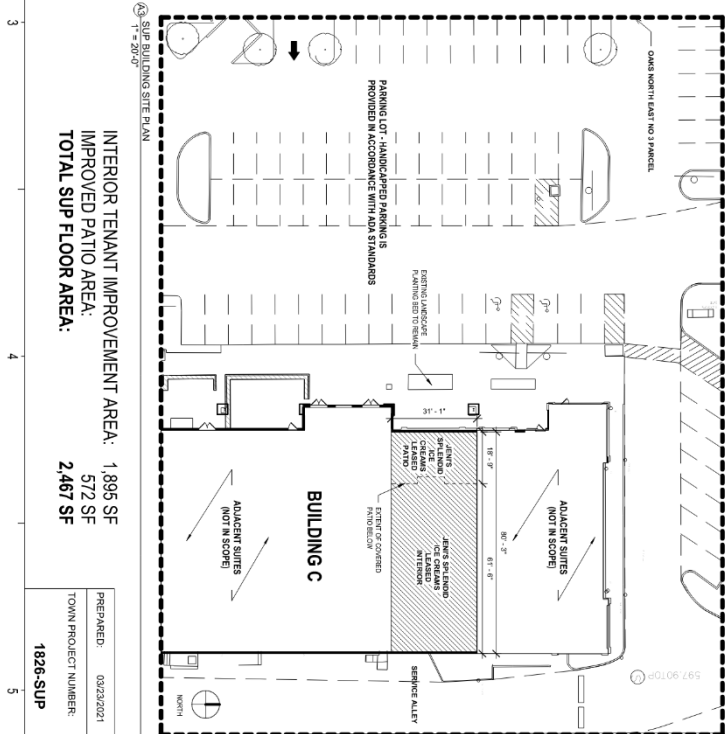 3
4
5
A3
SUP BUILDING SITE PLAN
1" = 20'-0"
OAKS NORTH EAST NO 3 PARCEL
PARKING LOT - HANDICAPPED PARKING IS
PROVIDED IN ACCORDANCE WITH ADA STANDARDS
EXISTING LANDSCAPE
PLANTING BED TO REMAIN
31' - 1"
18' - 9"
61' - 6"
80' - 3"
JENI'S
SPLENDID
ICE
CREAMS
LEASED
PATIO
JENI'S SPLENDID
ICE CREAMS
LEASED
INTERIOR
EXTENT OF COVERED
PATIO BELOW
ADJACENT SUITES
(NOT IN SCOPE)
BUILDING C
ADJACENT SUITES
(NOT IN SCOPE)
SERVICE ALLEY
597.90TOP
NORTH
INTERIOR TENANT IMPROVEMENT AREA: 1,895 SF
IMPROVED PATIO AREA: 572 SF
TOTAL SUP FLOOR AREA: 2,467 SF
PREPARED: 03/23/2021
TOWN PROJECT NUMBER:
1826-SUP